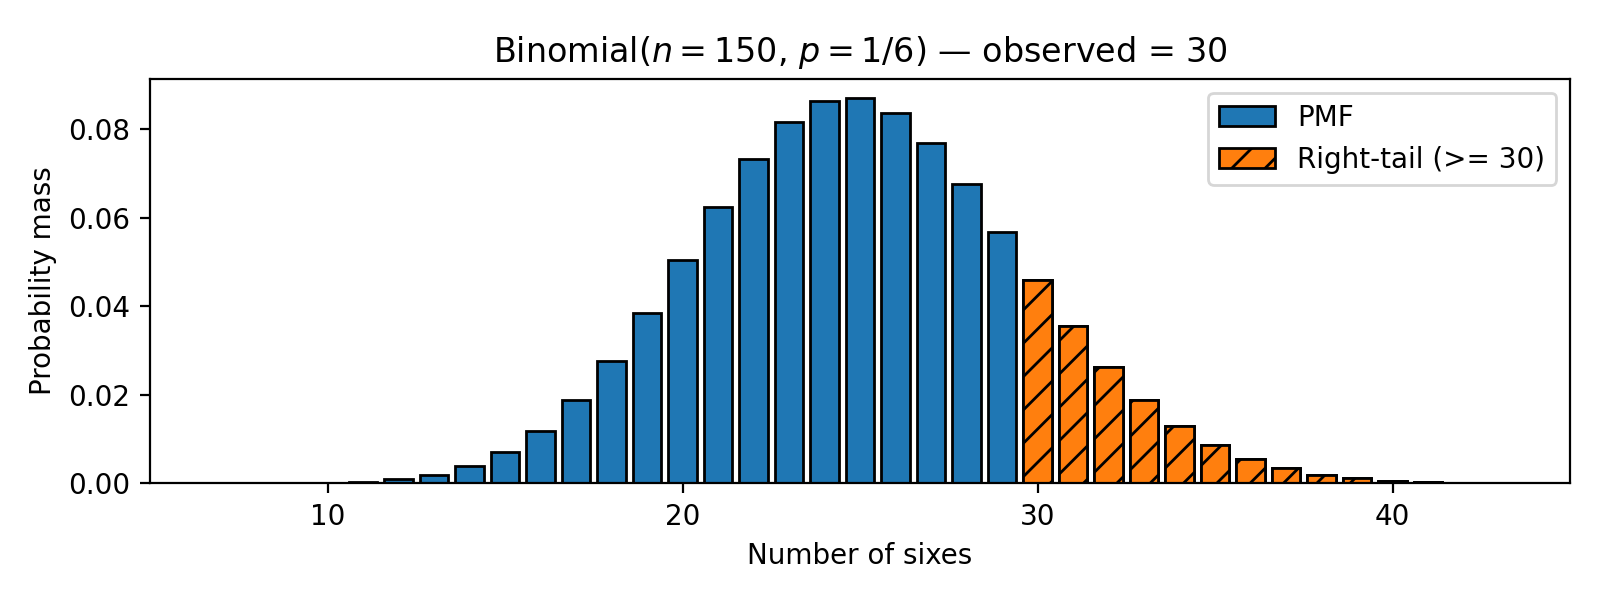 Binomial(n = 150, p = 1/6) — observed = 30
PMF
Right-tail (>= 30)
Probability mass
0.08
0.06
0.04
0.02
0.00
10 20 30 40
Number of sixes